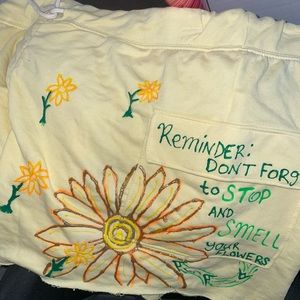 Reminder:
DONT FORG
to STOP
AND
SMELL
YOUR
FLOWERS